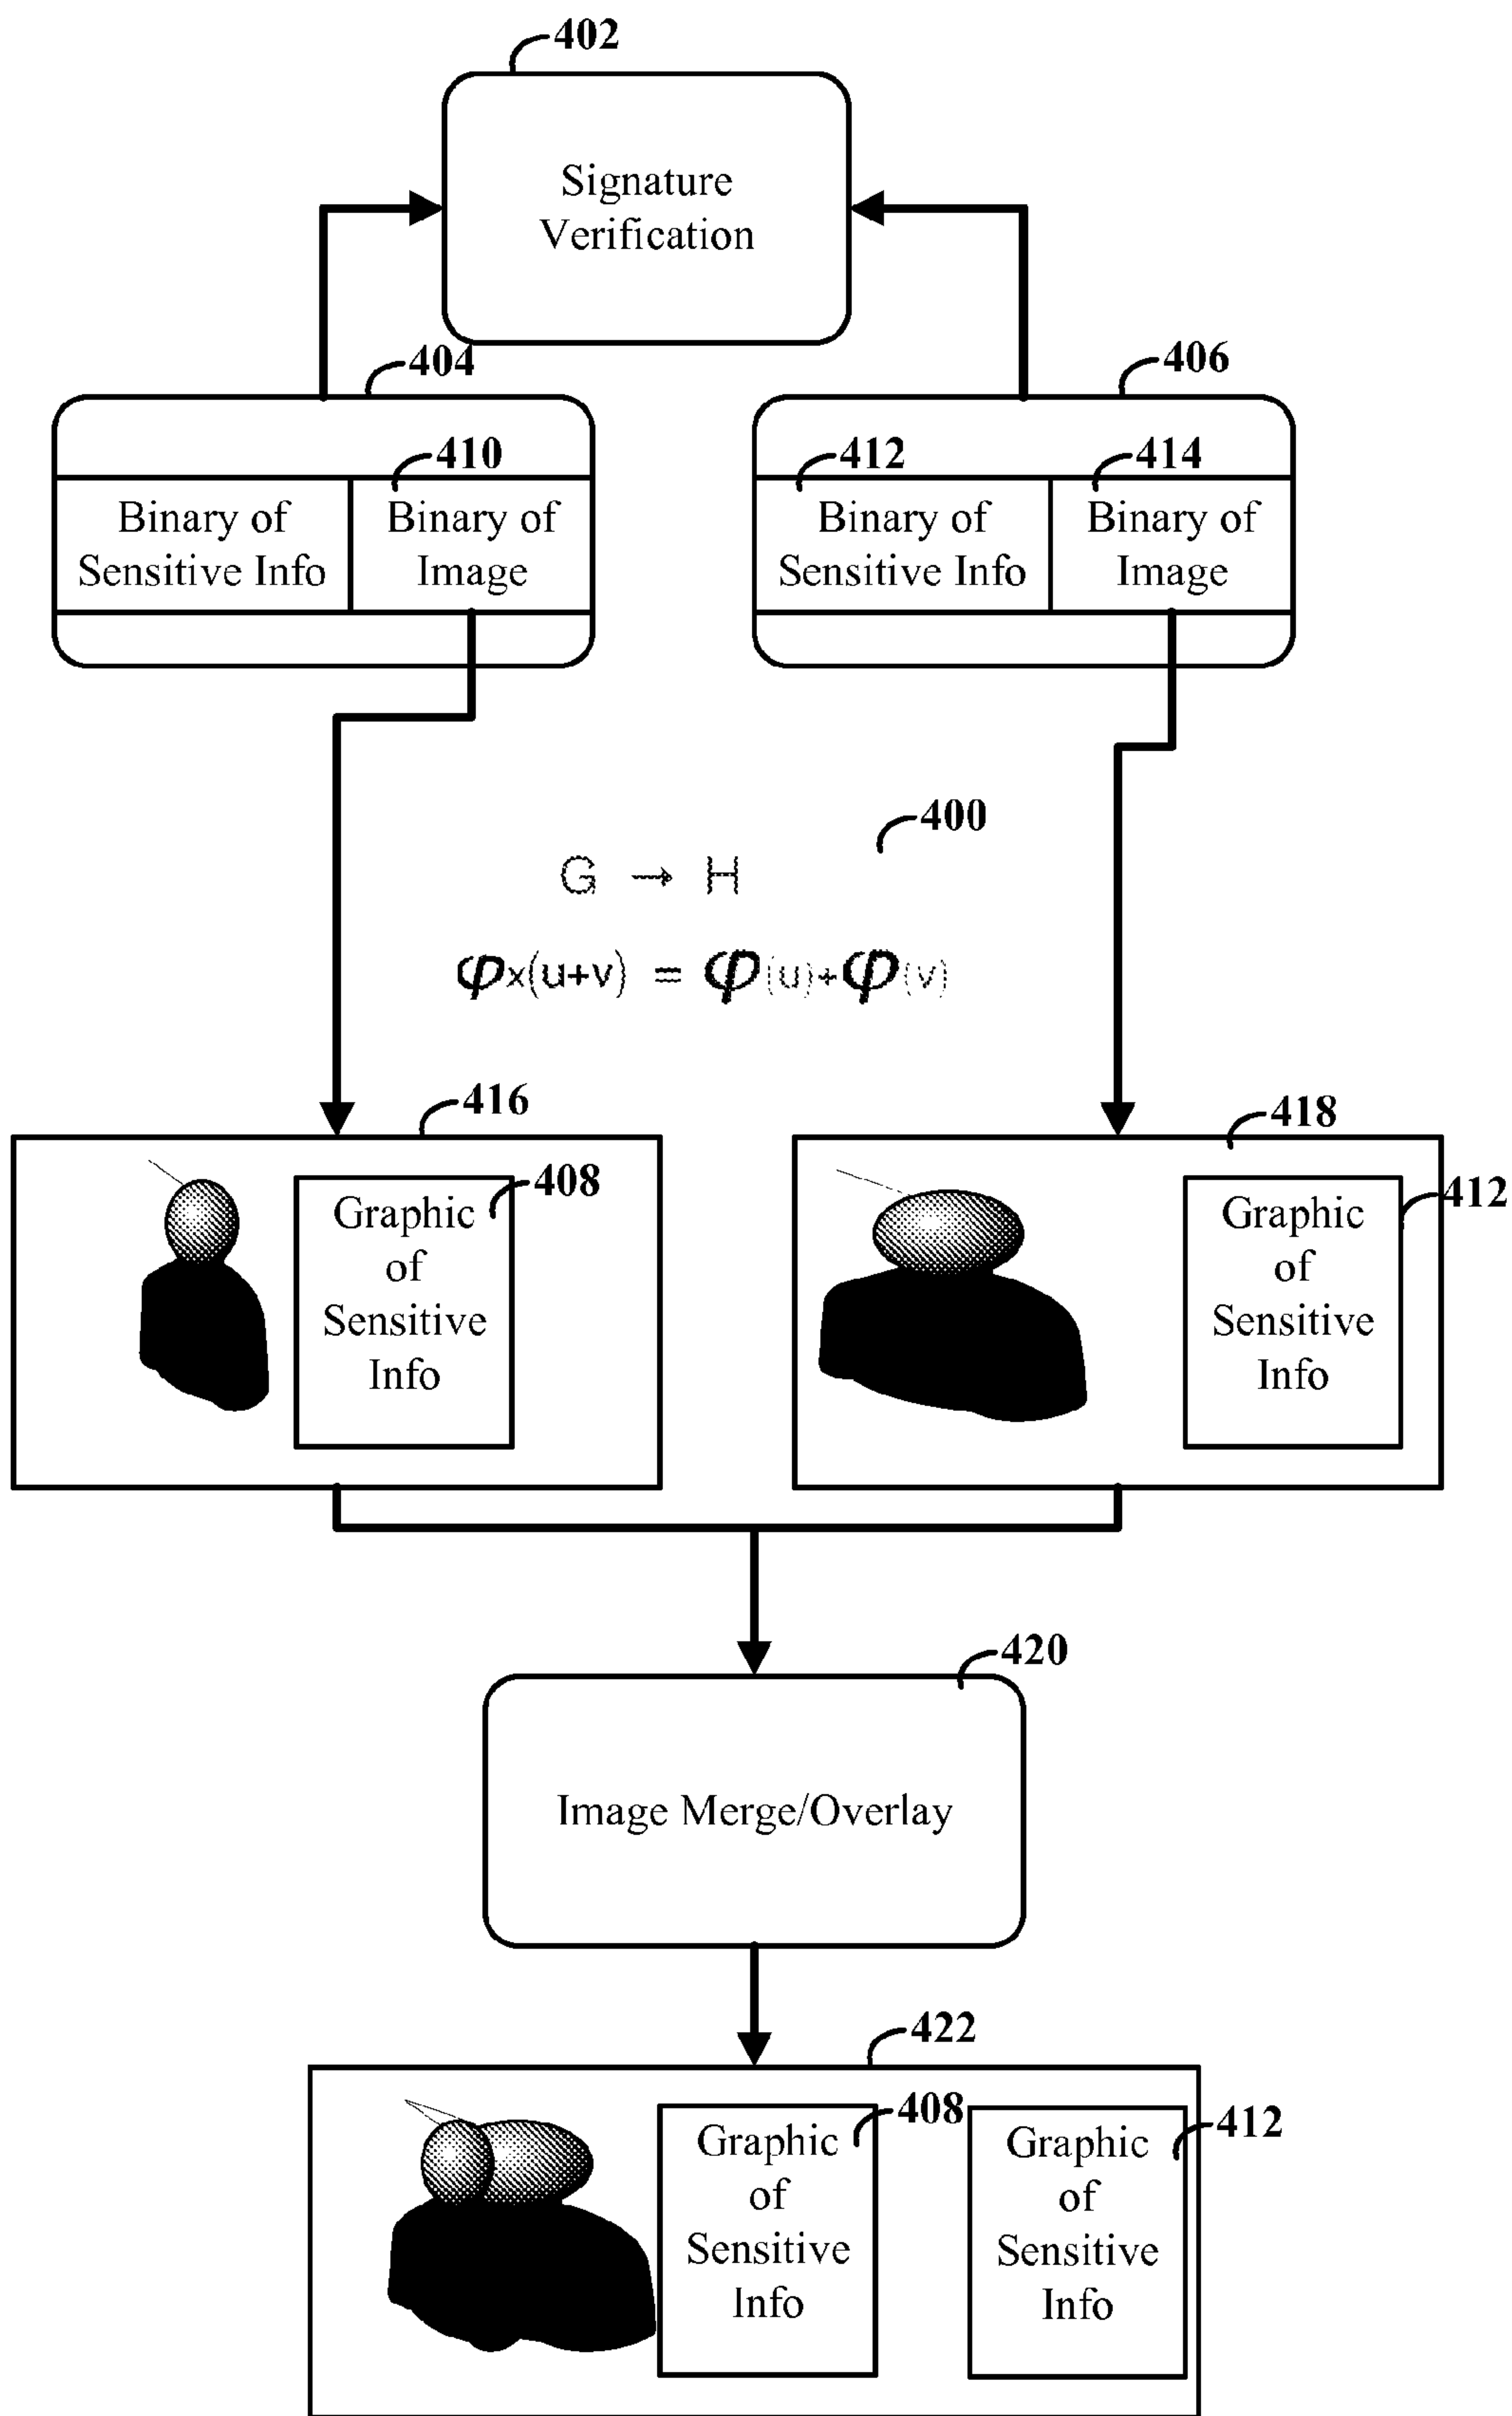 402
Signature
Verification
404
406
410
412
414
Binary of
Sensitive Info
Binary of
Image
Binary of
Sensitive Info
Binary of
Image
400
G → H
φx(u+v) = φ(u)+φ(v)
416
418
408
412
Graphic
of
Sensitive
Info
Graphic
of
Sensitive
Info
420
Image Merge/Overlay
422
408
412
Graphic
of
Sensitive
Info
Graphic
of
Sensitive
Info